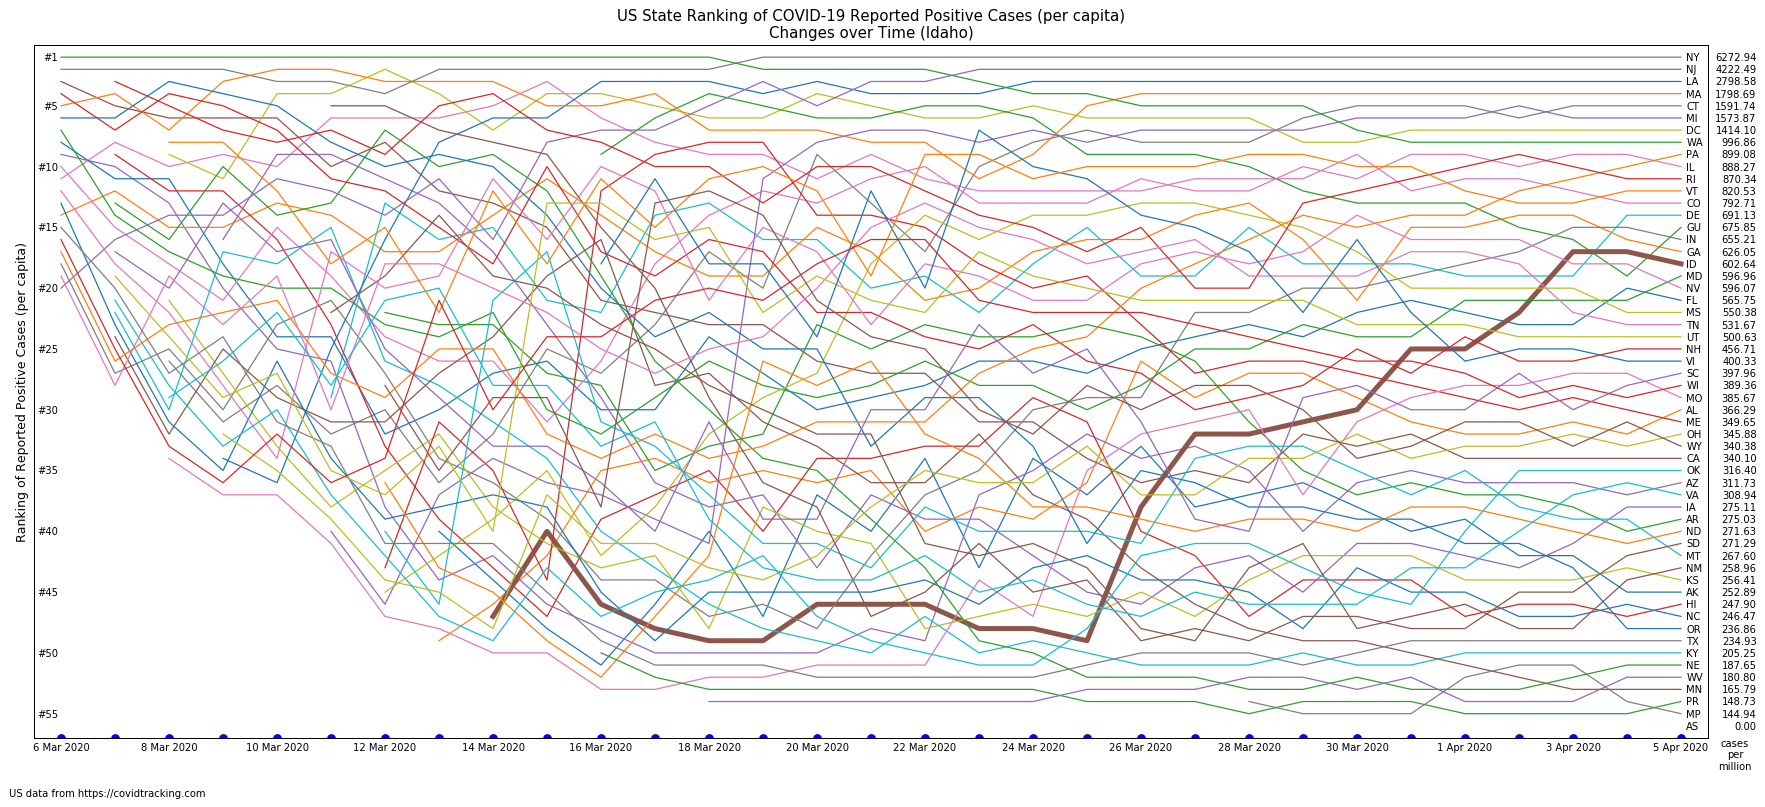 US State Ranking of COVID-19 Reported Positive Cases (per capita)
Changes over Time (Idaho)
Ranking of Reported Positive Cases (per capita)
#1
#5
#10
#15
#20
#25
#30
#35
#40
#45
#50
#55
NY 6272.94
NJ 4222.49
LA 2798.58
MA 1798.69
CT 1591.74
MI 1573.87
DC 1414.10
WA 996.86
PA 899.08
IL 888.27
RI 870.34
VT 820.53
CO 792.71
DE 691.13
GU 675.85
IN 655.21
GA 626.05
ID 602.64
MD 596.96
NV 596.07
FL 565.75
MS 550.38
TN 531.67
UT 500.63
NH 456.71
VI 400.33
SC 397.96
WI 389.36
MO 385.67
AL 366.29
ME 349.65
OH 345.88
WY 340.38
CA 340.10
OK 316.40
AZ 311.73
VA 308.94
IA 275.11
AR 275.03
ND 271.63
SD 271.29
MT 267.60
NM 258.96
KS 256.41
AK 252.89
HI 247.90
NC 246.47
OR 236.86
TX 234.93
KY 205.25
NE 187.65
WV 180.80
MN 165.79
PR 148.73
MP 144.94
AS 0.00
6 Mar 2020 8 Mar 2020 10 Mar 2020 12 Mar 2020 14 Mar 2020 16 Mar 2020 18 Mar 2020 20 Mar 2020 22 Mar 2020 24 Mar 2020 26 Mar 2020 28 Mar 2020 30 Mar 2020 1 Apr 2020 3 Apr 2020 5 Apr 2020
cases
per
million
US data from https://covidtracking.com